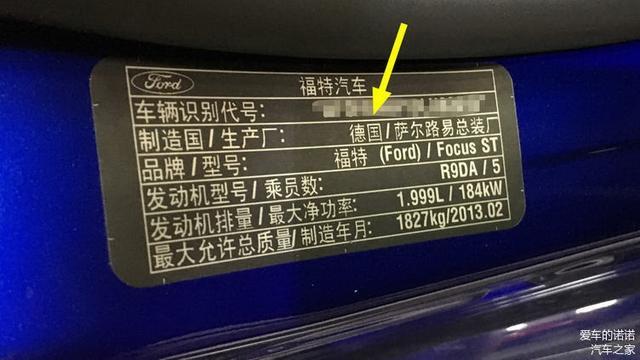 Ford 福特汽车
车辆识别代号:
制造国/生产厂: 德国/萨尔路易总装厂
品牌/型号: 福特 (Ford) / Focus ST
发动机型号/乘员数: R9DA / 5
发动机排量/最大净功率: 1.999L / 184kW
最大允许总质量/制造年月: 1827kg/2013.02
爱车的诺诺
汽车之家